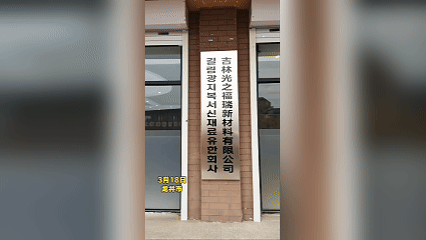 吉林光之福瑞新材料有限公司
길림광지복서신재료유한회사
3月18日
龙井市